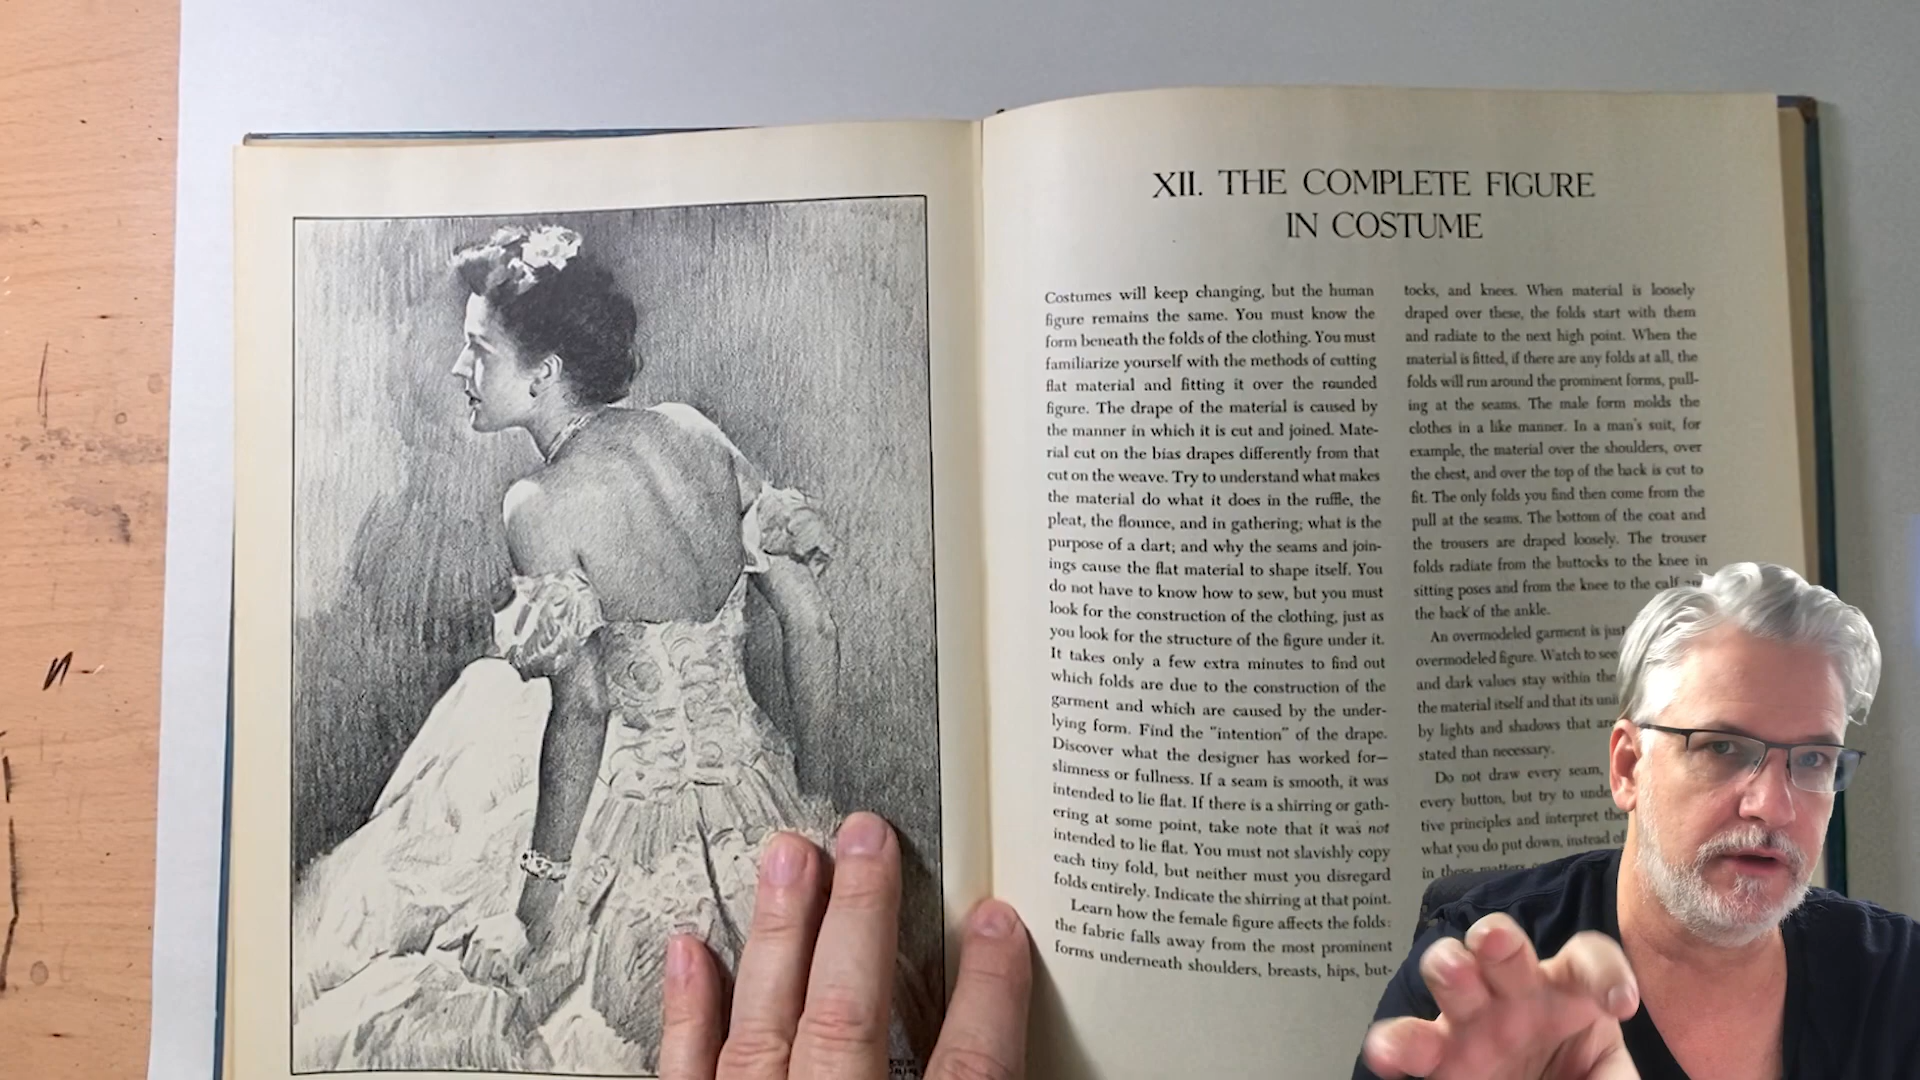 XII. THE COMPLETE FIGURE
IN COSTUME
Costumes will keep changing, but the human
figure remains the same. You must know the
form beneath the folds of the clothing. You must
familiarize yourself with the methods of cutting
flat material and fitting it over the rounded
figure. The drape of the material is caused by
the manner in which it is cut and joined. Mate-
rial cut on the bias drapes differently from that
cut on the weave. Try to understand what makes
the material do what it does in the ruffle, the
pleat, the flounce, and in gathering; what is the
purpose of a dart; and why the seams and join-
ings cause the flat material to shape itself. You
do not have to know how to sew, but you must
look for the construction of the clothing, just as
you look for the structure of the figure under it.
It takes only a few extra minutes to find out
which folds are due to the construction of the
garment and which are caused by the under-
lying form. Find the "intention" of the drape.
Discover what the designer has worked for—
slimness or fullness. If a seam is smooth, it was
intended to lie flat. If there is a shirring or gath-
ering at some point, take note that it was not
intended to lie flat. You must not slavishly copy
each tiny fold, but neither must you disregard
folds entirely. Indicate the shirring at that point.
Learn how the female figure affects the folds:
the fabric falls away from the most prominent
forms underneath shoulders, breasts, hips, but-
tocks, and knees. When material is loosely
draped over these, the folds start with them
and radiate to the next high point. When the
material is fitted, if there are any folds at all, the
folds will run around the prominent forms, pull-
ing at the seams. The male form molds the
clothes in a like manner. In a man's suit, for
example, the material over the shoulders, over
the chest, and over the top of the back is cut to
fit. The only folds you find then come from the
pull at the seams. The bottom of the coat and
the trousers are draped loosely. The trouser
folds radiate from the buttocks to the knee in
sitting poses and from the knee to the calf and
the back of the ankle.
An overmodeled garment is just
overmodeled figure. Watch to see
and dark values stay within the
the material itself and that its
by lights and shadows that are
stated than necessary.
Do not draw every seam,
every button, but try to
tive principles and interpret
what you do put down, instead of
in these matters